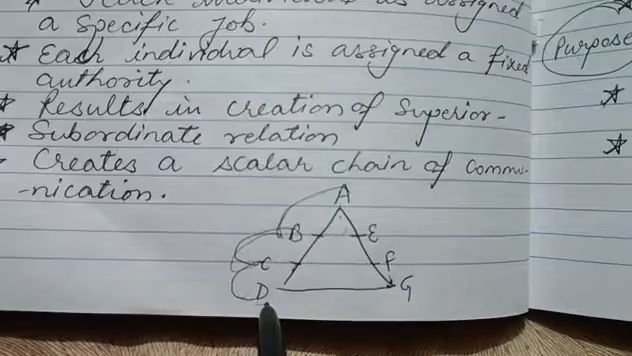 a specific job.
★ Each individual is assigned a fixed
authority.
★ Results in creation of Superior-
★ Subordinate relation
- Creates a scalar chain of commu-
-nication.
A
B E
C F
D G
Purpose